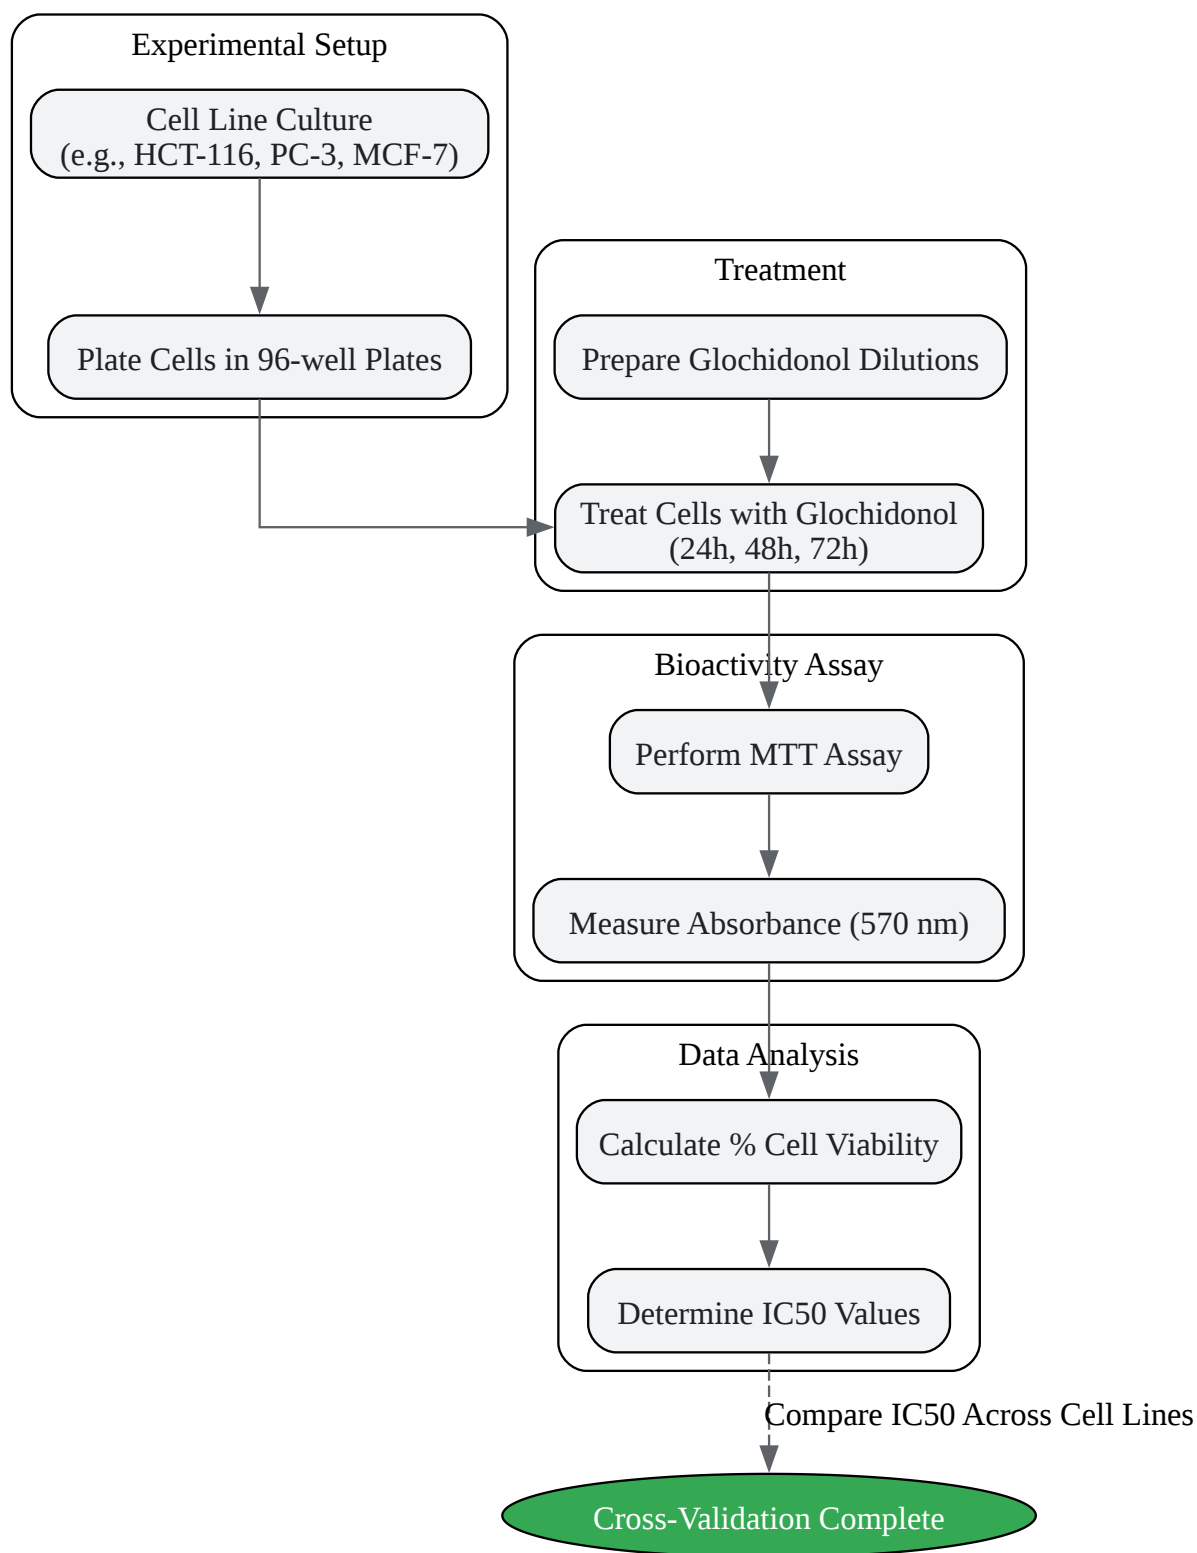 Experimental Setup
Cell Line Culture
(e.g., HCT-116, PC-3, MCF-7)
Plate Cells in 96-well Plates
Treatment
Prepare Glochidonol Dilutions
Treat Cells with Glochidonol
(24h, 48h, 72h)
Bioactivity Assay
Perform MTT Assay
Measure Absorbance (570 nm)
Data Analysis
Calculate % Cell Viability
Determine IC50 Values
Compare IC50 Across Cell Lines
Cross-Validation Complete